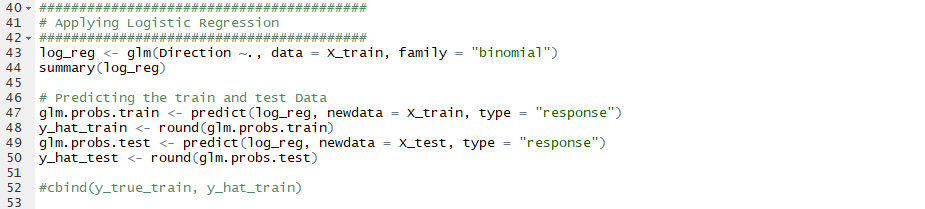 40 #########################################
41 # Applying Logistic Regression
42 #########################################
43 log_reg <- glm(Direction ~., data = X_train, family = "binomial")
44 summary(log_reg)
45
46 # Predicting the train and test Data
47 glm.probs.train <- predict(log_reg, newdata = X_train, type = "response")
48 y_hat_train <- round(glm.probs.train)
49 glm.probs.test <- predict(log_reg, newdata = X_test, type = "response")
50 y_hat_test <- round(glm.probs.test)
51
52 #cbind(y_true_train, y_hat_train)
53